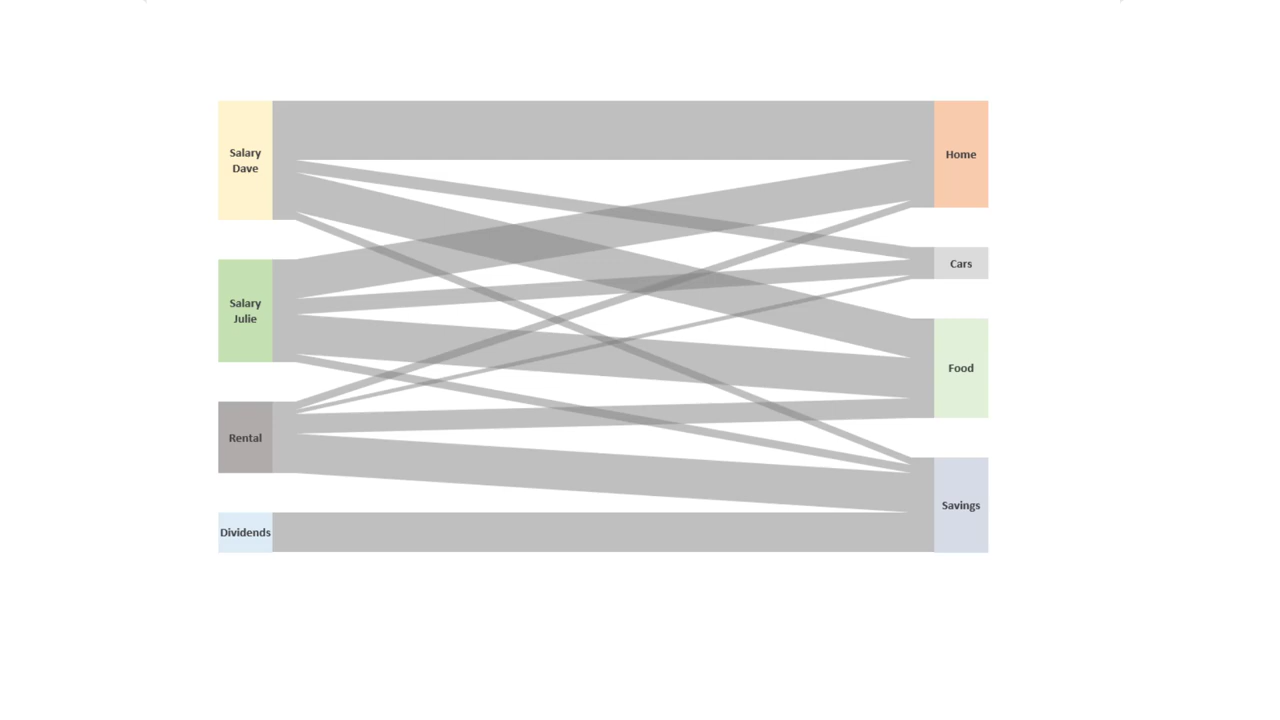 Salary
Dave
Home
Cars
Salary
Julie
Food
Rental
Savings
Dividends